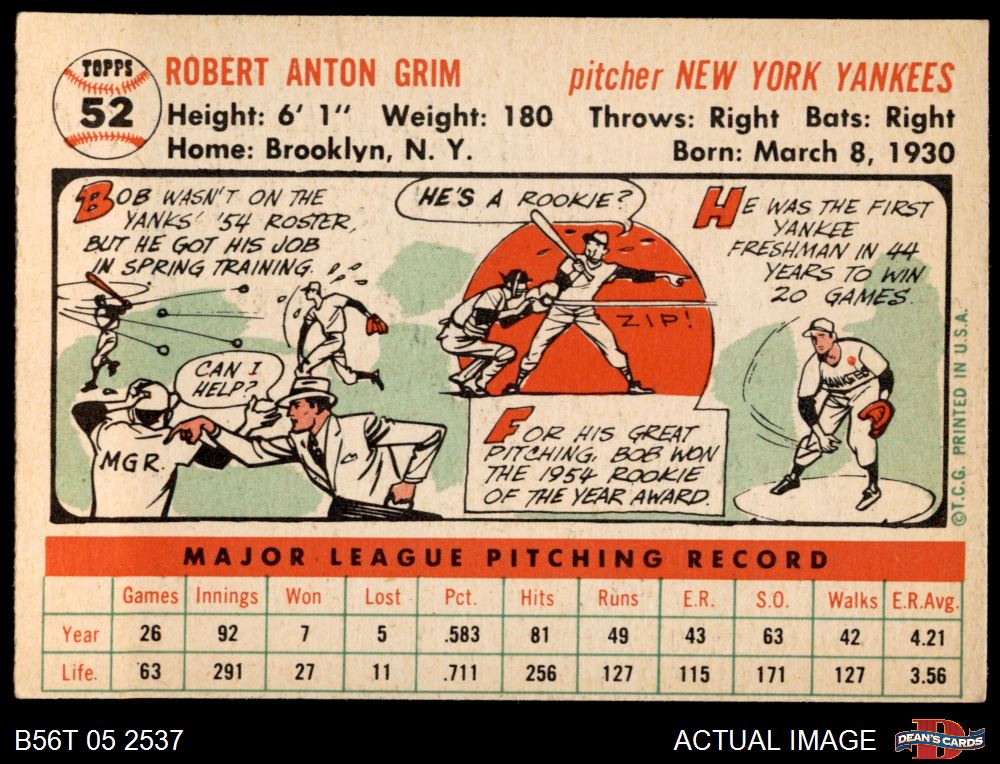 TOPPS
52
ROBERT ANTON GRIM
pitcher NEW YORK YANKEES
Height: 6' 1" Weight: 180 Throws: Right Bats: Right
Home: Brooklyn, N. Y. Born: March 8, 1930
BOB WASN'T ON THE
YANKS' '54 ROSTER,
BUT HE GOT HIS JOB
IN SPRING TRAINING.
CAN I
HELP?
MGR.
HE'S A ROOKIE?
ZIP!
FOR HIS GREAT
PITCHING, BOB WON
THE 1954 ROOKIE
OF THE YEAR AWARD.
HE WAS THE FIRST
YANKEE
FRESHMAN IN 44
YEARS TO WIN
20 GAMES.
YANKEES
©T.C.G. PRINTED IN U.S.A.
MAJOR LEAGUE PITCHING RECORD
Games Innings Won Lost Pct. Hits Runs E.R. S.O. Walks E.R.Avg.
Year 26 92 7 5 .583 81 49 43 63 42 4.21
Life. 63 291 27 11 .711 256 127 115 171 127 3.56
B56T 05 2537
ACTUAL IMAGE
DEAN'S CARDS